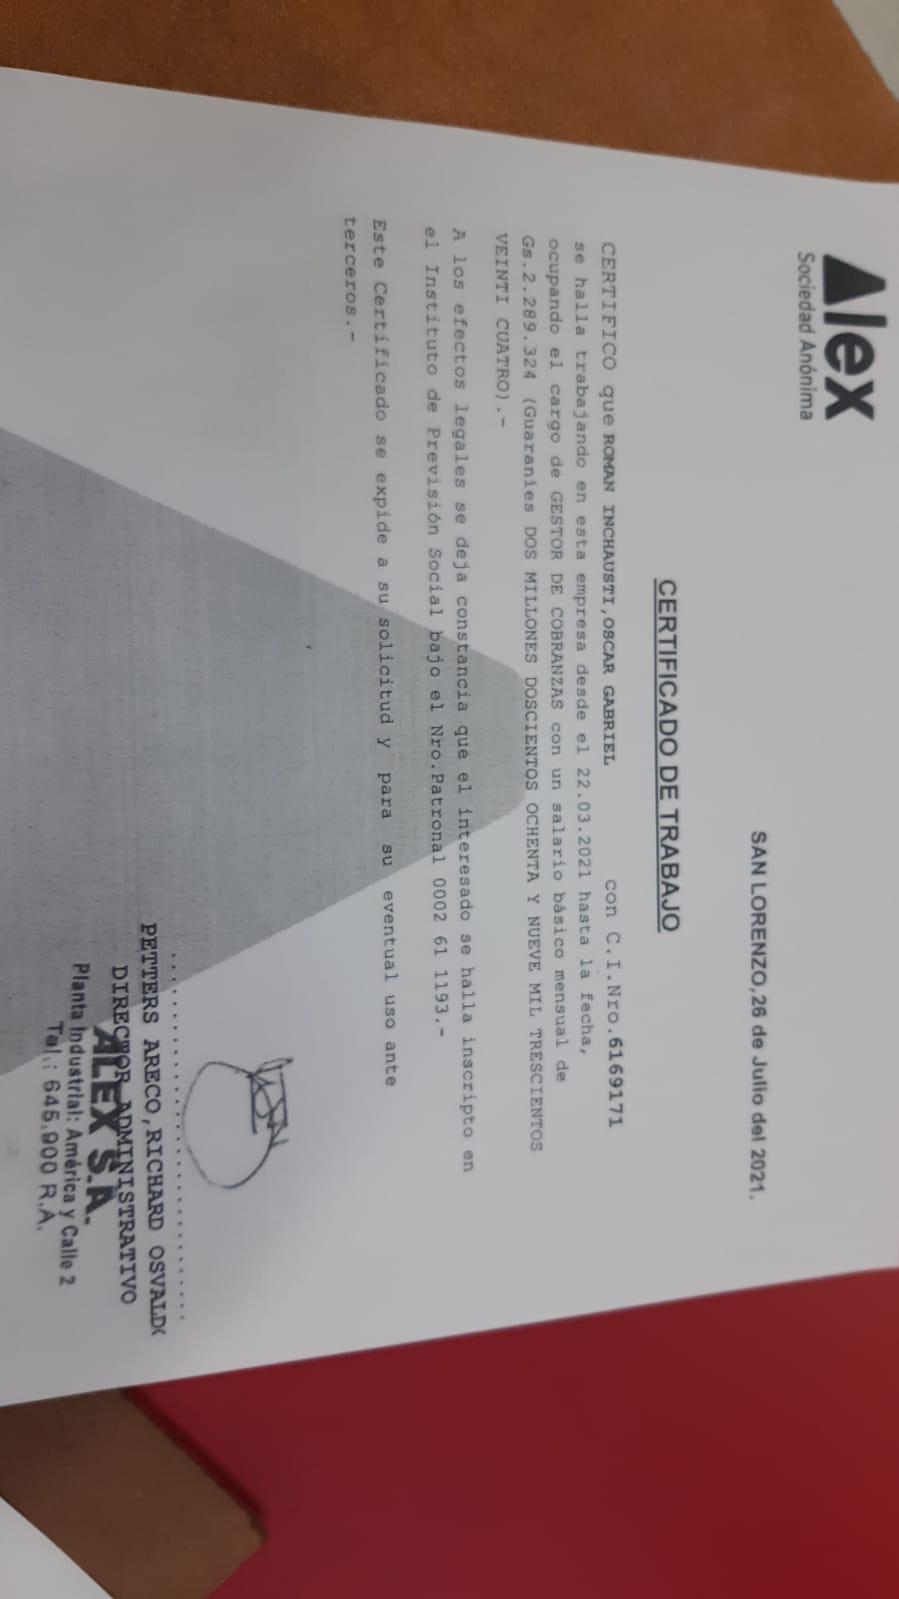 Alex
Sociedad Anónima
SAN LORENZO,26 de Julio del 2021.
CERTIFICADO DE TRABAJO
CERTIFICO que ROMAN INCHAUSTI,OSCAR GABRIEL con C.I.Nro.6169171
se halla trabajando en esta empresa desde el 22.03.2021 hasta la fecha,
ocupando el cargo de GESTOR DE COBRANZAS con un salario básico mensual de
Gs.2.289.324 (Guaranies DOS MILLONES DOSCIENTOS OCHENTA Y NUEVE MIL TRESCIENTOS
VEINTI CUATRO).-
A los efectos legales se deja constancia que el interesado se halla inscripto en
el Instituto de Previsión Social bajo el Nro.Patronal 0002 61 1193.-
Este Certificado se expide a su solicitud y para su eventual uso ante
terceros.-
PETTERS ARECO,RICHARD OSVALDO
DIRECTOR ADMINISTRATIVO
ALEX S.A.
Planta Industrial: América y Calle 2
Tel.: 645.900 R.A.